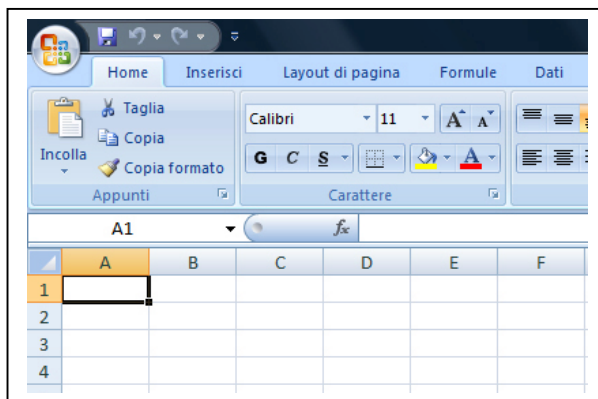 Home Inserisci Layout di pagina Formule Dati
Taglia
Copia
Copia formato
Incolla
Calibri 11 A A
G C S A
Appunti Carattere
A1 fx
A B C D E F
1
2
3
4